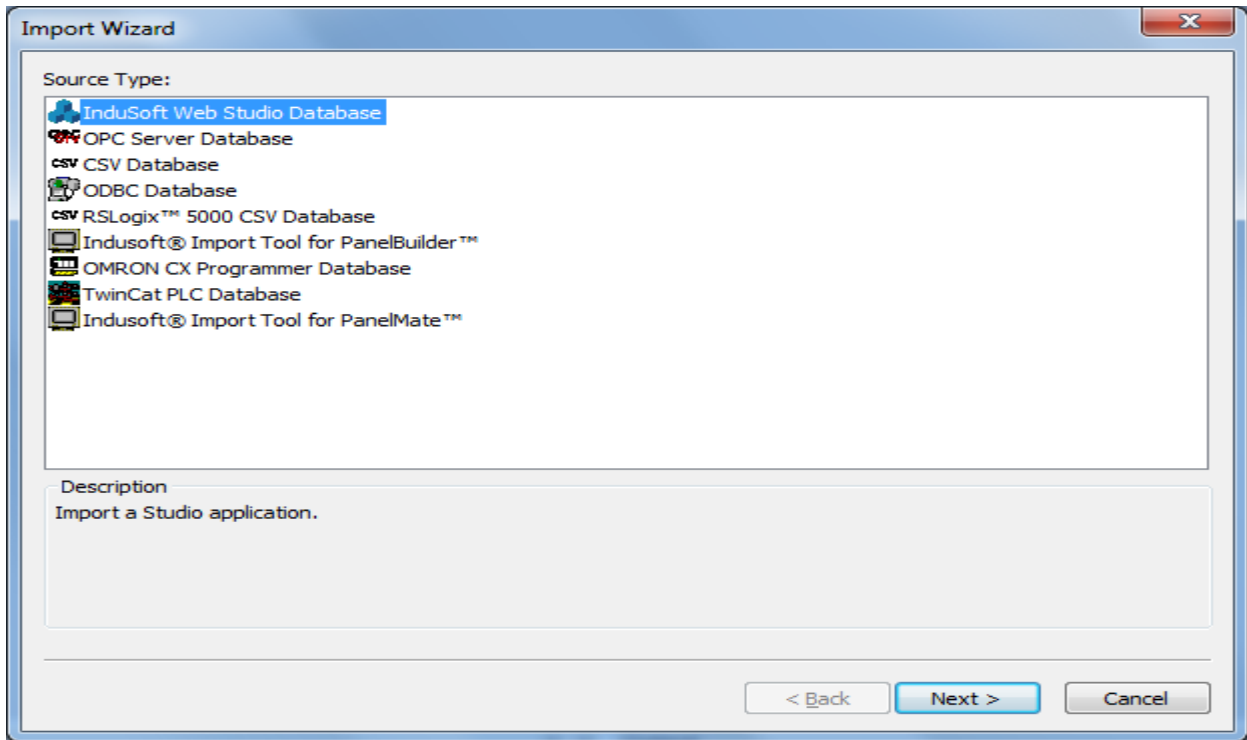 Import Wizard
Source Type:
InduSoft Web Studio Database
OPC Server Database
CSV CSV Database
ODBC Database
CSV RSLogix™ 5000 CSV Database
Indusoft® Import Tool for PanelBuilder™
OMRON CX Programmer Database
TwinCat PLC Database
Indusoft® Import Tool for PanelMate™
Description
Import a Studio application.
< Back Next > Cancel